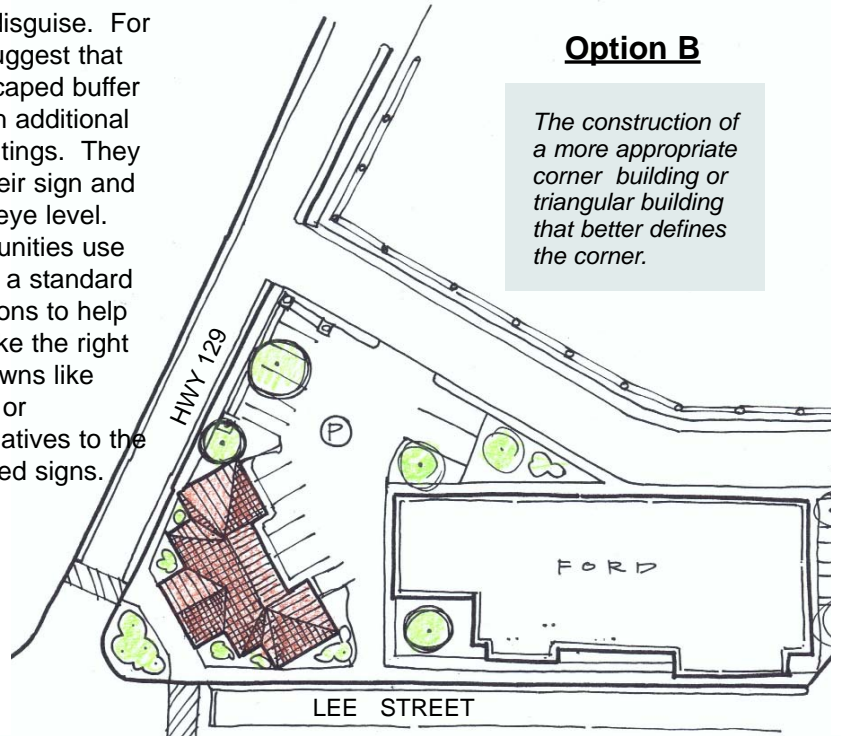 disguise. For
uggest that
caped buffer
n additional
tings. They
eir sign and
eye level.
unities use
a standard
ons to help
ke the right
wns like
or
atives to the
ed signs.
Option B
The construction of
a more appropriate
corner building or
triangular building
that better defines
the corner.
HWY 129
P
FORD
LEE STREET